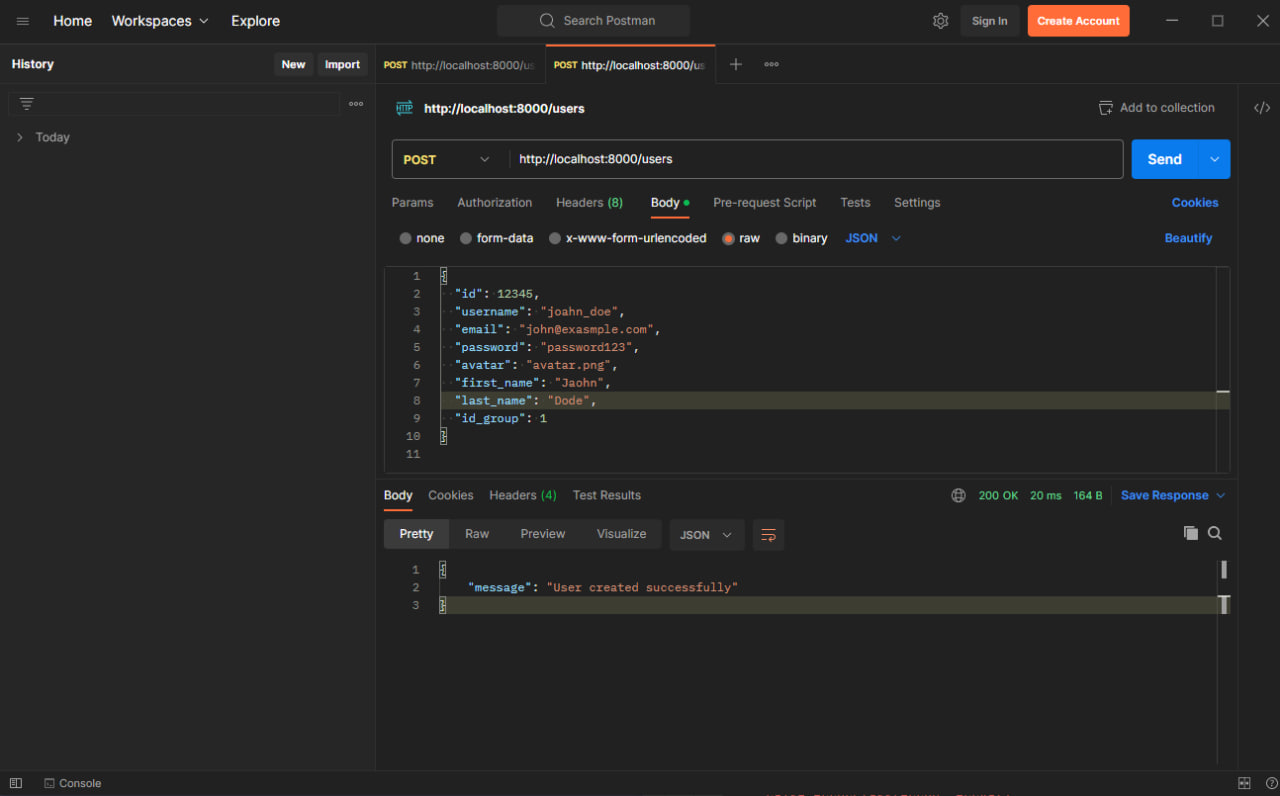 Home Workspaces Explore Search Postman Sign In Create Account
History New Import POST http://localhost:8000/us POST http://localhost:8000/us
HTTP http://localhost:8000/users Add to collection </>
Today
POST http://localhost:8000/users Send
Params Authorization Headers (8) Body Pre-request Script Tests Settings Cookies
none form-data x-www-form-urlencoded raw binary JSON Beautify
1 {
2 "id": 12345,
3 "username": "joahn_doe",
4 "email": "john@exasmple.com",
5 "password": "password123",
6 "avatar": "avatar.png",
7 "first_name": "Jaohn",
8 "last_name": "Dode",
9 "id_group": 1
10 }
11
Body Cookies Headers (4) Test Results 200 OK 20 ms 164 B Save Response
Pretty Raw Preview Visualize JSON
1 {
2 "message": "User created successfully"
3 }
Console